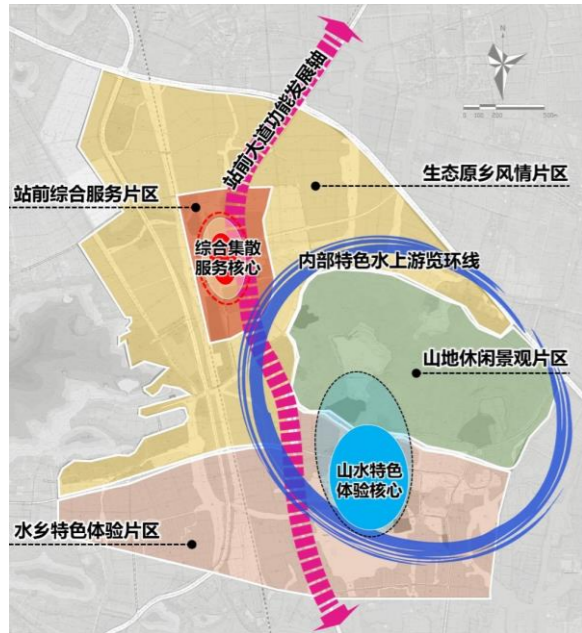 N
站前大道功能发展轴
生态原乡风情片区
站前综合服务片区
综合集散
服务核心
内部特色水上游览环线
山地休闲景观片区
山水特色
体验核心
水乡特色体验片区